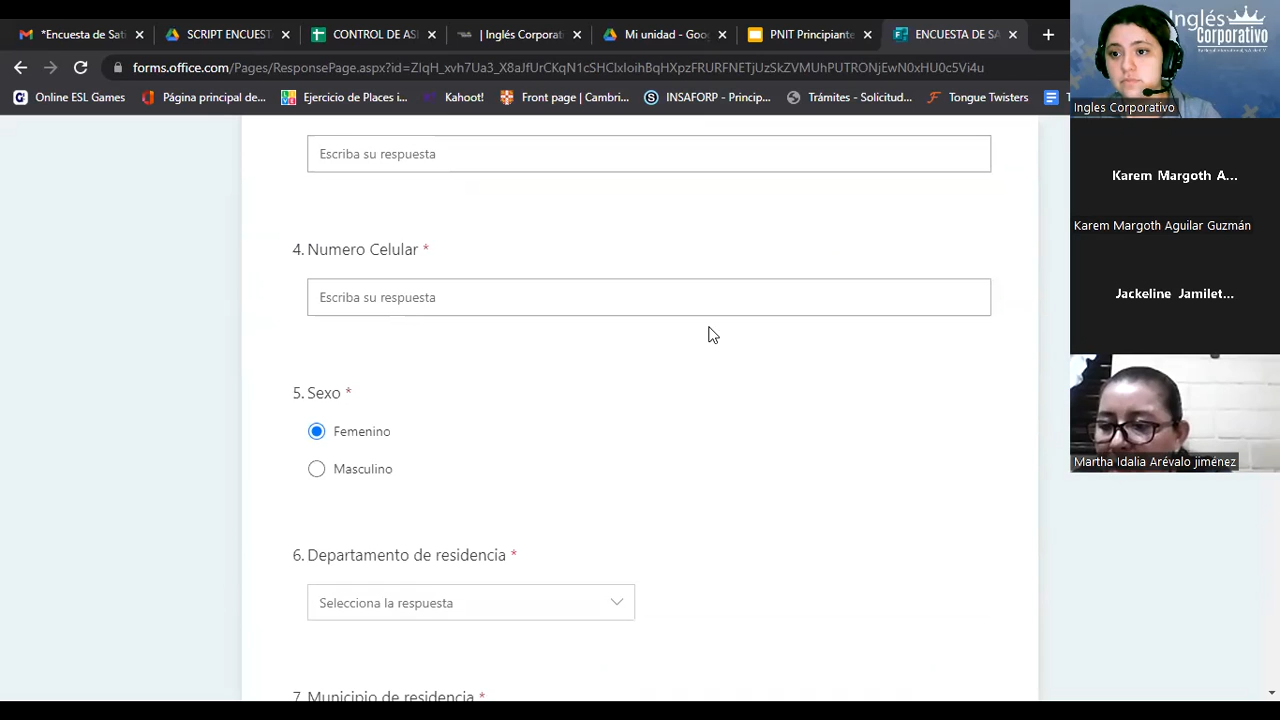 *Encuesta de Sati
SCRIPT ENCUEST
CONTROL DE AS
| Inglés Corporat
Mi unidad - Goo
PNIT Principiante
ENCUESTA DE SA
forms.office.com/Pages/ResponsePage.aspx?id=
Online ESL Games
Página principal de...
Ejercicio de Places i...
Front page | Cambri...
INSAFORP - Princip...
Trámites - Solicitud...
Tongue Twisters
Escriba su respuesta
4. Numero Celular *
Escriba su respuesta
5. Sexo *
Femenino
Masculino
6. Departamento de residencia *
Selecciona la respuesta
7. Municipio de residencia *
Inglés
Corporativo
Ingles Corporativo
Karem Margoth A...
Karem Margoth Aguilar Guzmán
Jackeline Jamilet...
Martha Idalia Arévalo jiménez